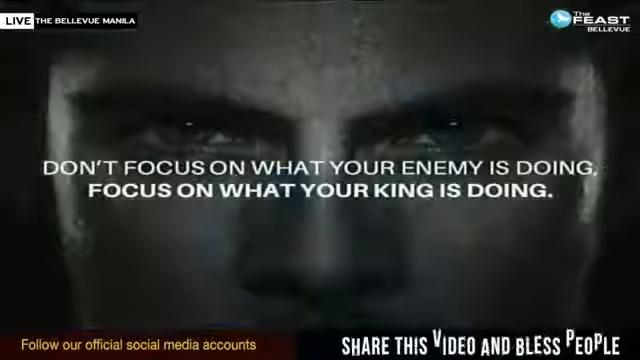 LIVE THE BELLEVUE MANILA
The FEAST
BELLEVUE
DON'T FOCUS ON WHAT YOUR ENEMY IS DOING,
FOCUS ON WHAT YOUR KING IS DOING.
Follow our official social media accounts
SHARE THIS VIDEO AND BLESS PEOPLE